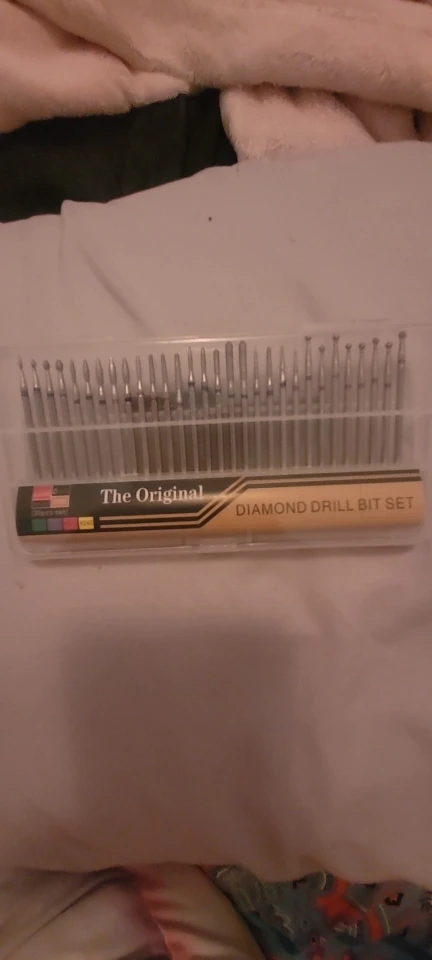 The Original
DIAMOND DRILL BIT SET